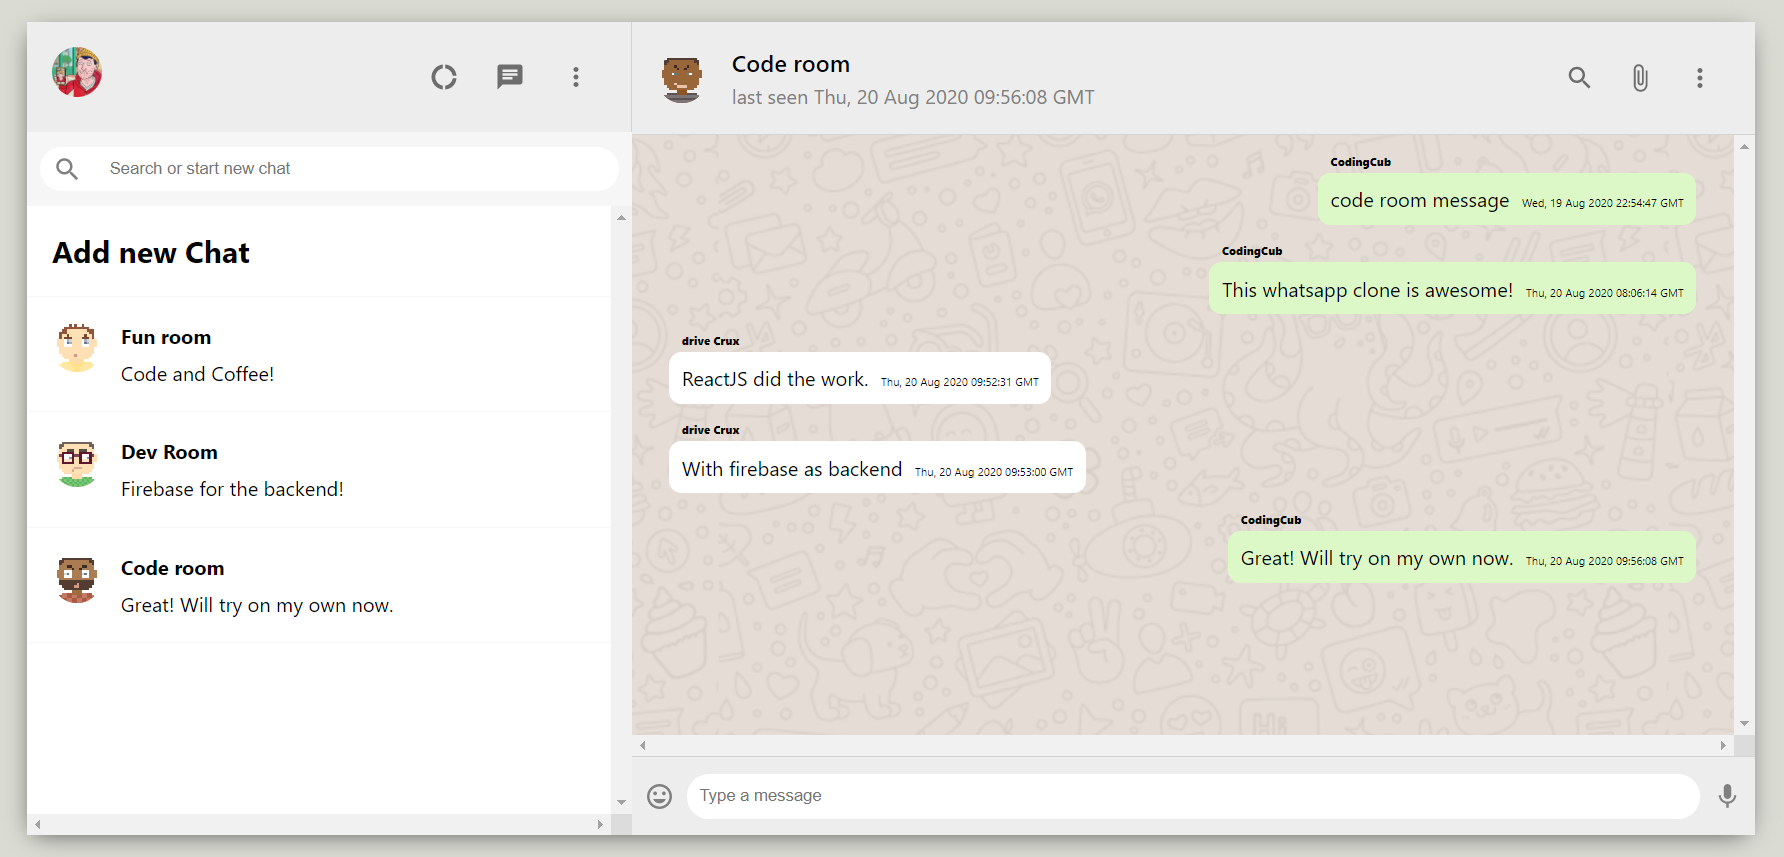 Search or start new chat
Add new Chat
Fun room
Code and Coffee!
Dev Room
Firebase for the backend!
Code room
Great! Will try on my own now.
Code room
last seen Thu, 20 Aug 2020 09:56:08 GMT
CodingCub
code room message Wed, 19 Aug 2020 22:54:47 GMT
CodingCub
This whatsapp clone is awesome! Thu, 20 Aug 2020 08:06:14 GMT
drive Crux
ReactJS did the work. Thu, 20 Aug 2020 09:52:31 GMT
drive Crux
With firebase as backend Thu, 20 Aug 2020 09:53:00 GMT
CodingCub
Great! Will try on my own now. Thu, 20 Aug 2020 09:56:08 GMT
Hi
Type a message